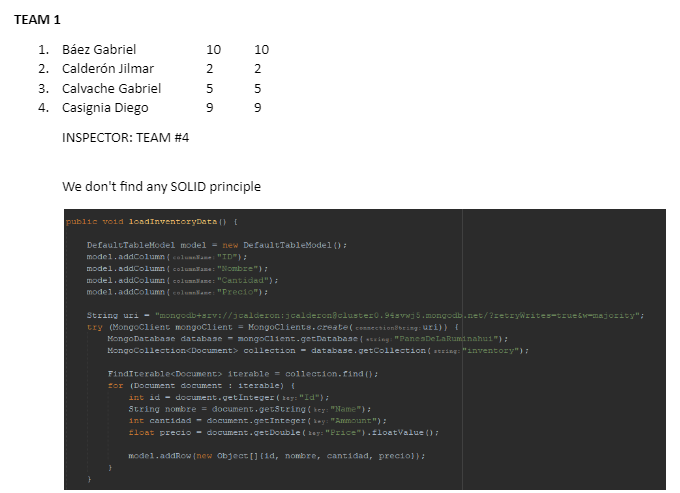 TEAM 1
1. Báez Gabriel 10 10
2. Calderón Jilmar 2 2
3. Calvache Gabriel 5 5
4. Casignia Diego 9 9
INSPECTOR: TEAM #4
We don't find any SOLID principle
public void loadInventoryData() {
DefaultTableModel model = new DefaultTableModel();
model.addColumn( columnName: "ID");
model.addColumn( columnName: "Nombre");
model.addColumn( columnName: "Cantidad");
model.addColumn( columnName: "Precio");
String uri = "mongodb+srv://jcalderon:jcalderon@cluster0.94svwj5.mongodb.net/?retryWrites=true&w=majority";
try (MongoClient mongoClient = MongoClients.create( connectionString: uri)) {
MongoDatabase database = mongoClient.getDatabase( string: "PanesDeLaRuminahui");
MongoCollection<Document> collection = database.getCollection( string: "inventory");
FindIterable<Document> iterable = collection.find();
for (Document document : iterable) {
int id = document.getInteger( key: "Id");
String nombre = document.getString( key: "Name");
int cantidad = document.getInteger( key: "Ammount");
float precio = document.getDouble( key: "Price").floatValue();
model.addRow(new Object[]{id, nombre, cantidad, precio});
}
}